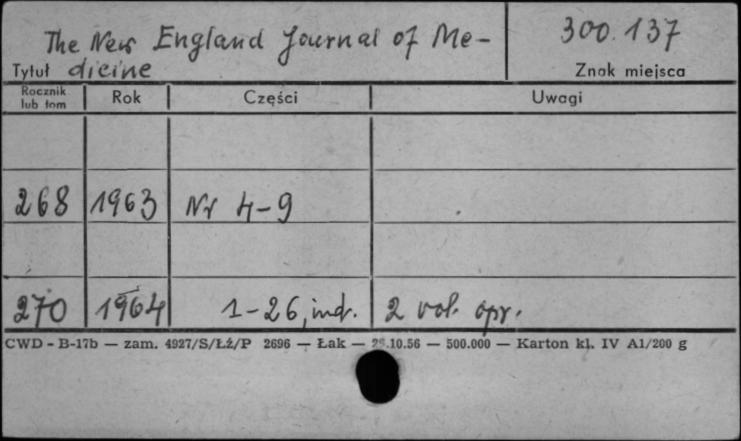 The New England Journal of Me-
300.137
Tytuł dicine
Znak miejsca
Rocznik lub tom Rok Części Uwagi
268 1963 Nr 4-9
270 1964 1-26, ind. 2 vol. opr.
CWD - B-17b — zam. 4927/S/Łż/P 2696 — Łak — 10.56 — 500.000 — Karton kl. IV A1/200 g